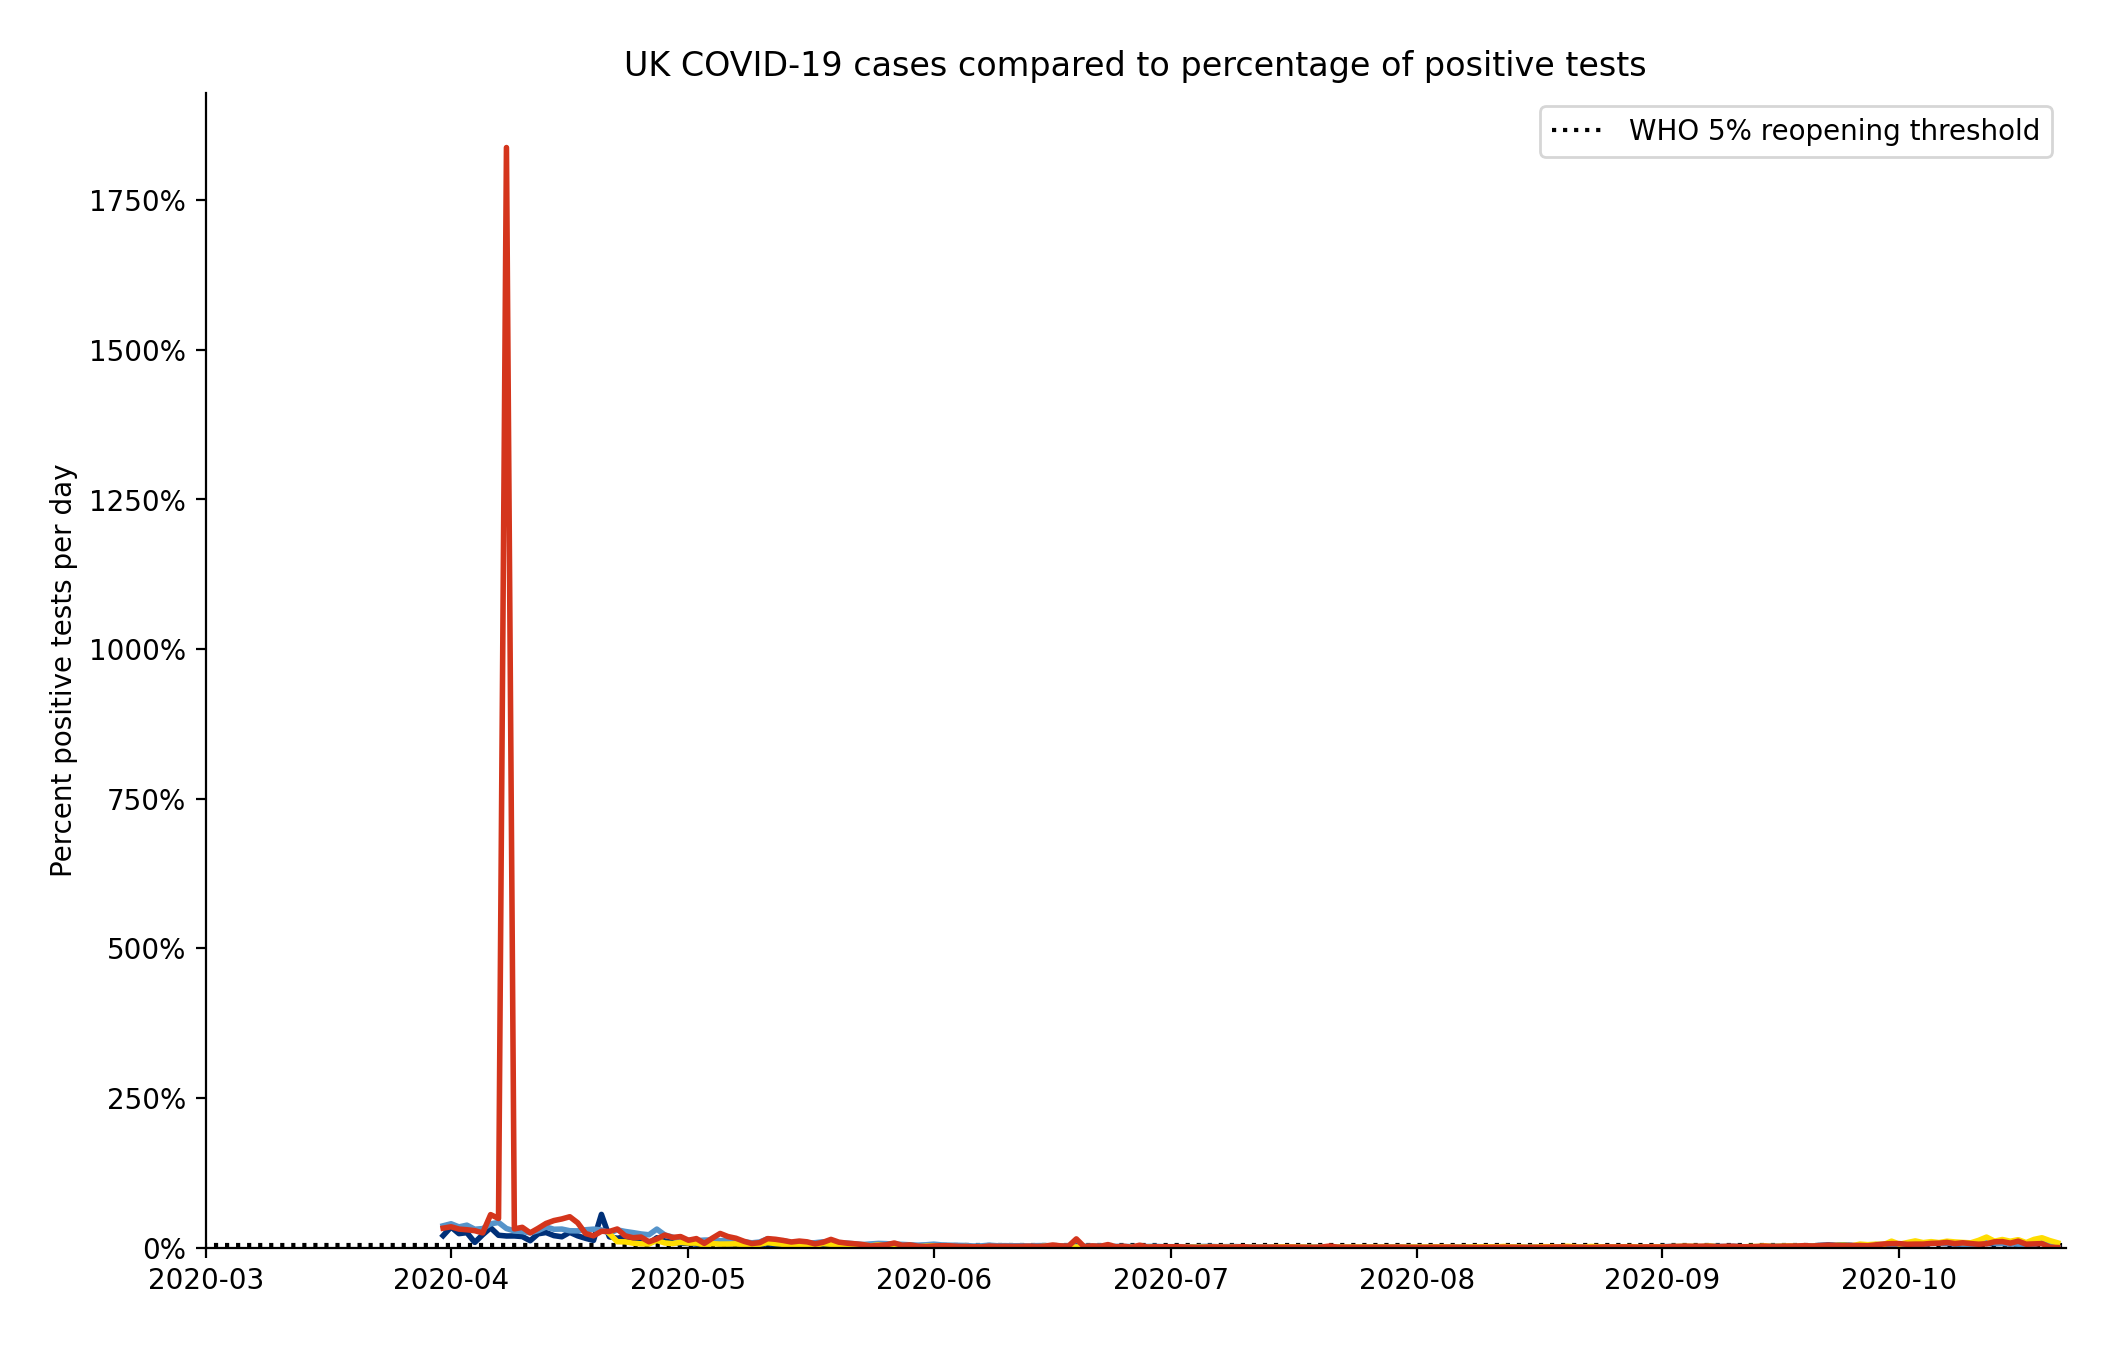 UK COVID-19 cases compared to percentage of positive tests
WHO 5% reopening threshold
Percent positive tests per day
1750%
1500%
1250%
1000%
750%
500%
250%
0%
2020-03 2020-04 2020-05 2020-06 2020-07 2020-08 2020-09 2020-10